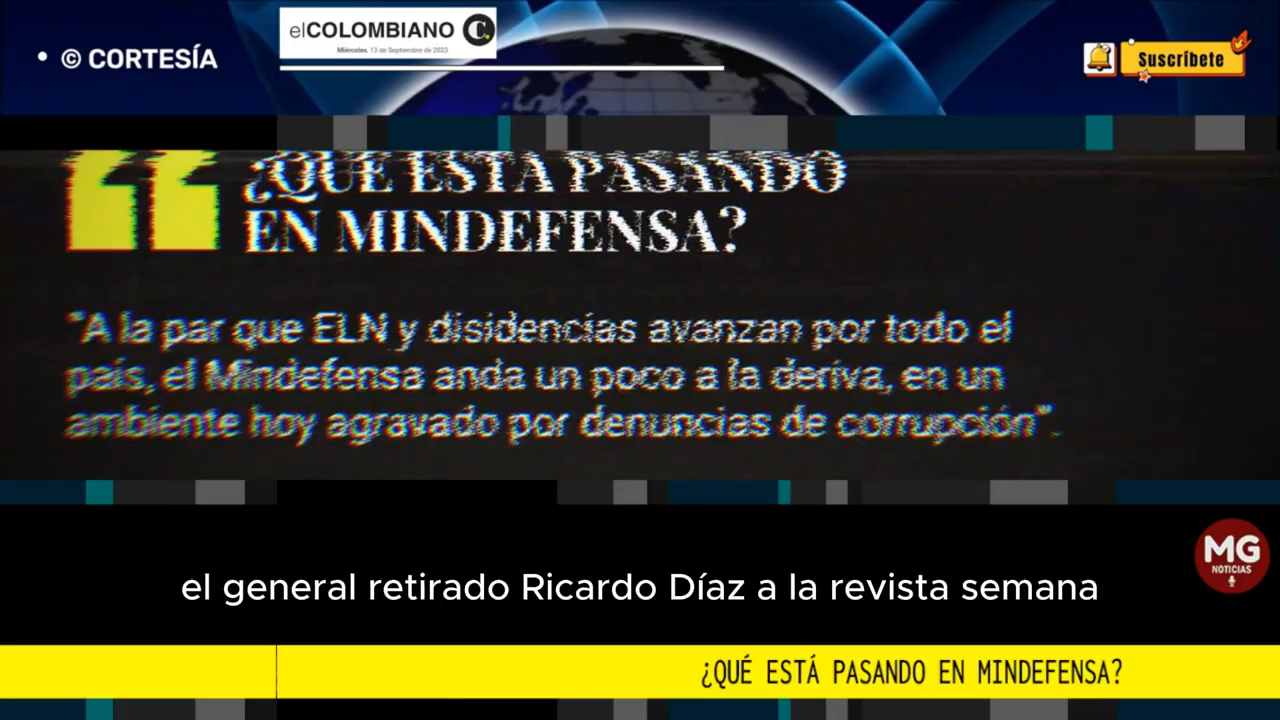 • © CORTESÍA
elCOLOMBIANO C
Miércoles, 13 de Septiembre de 2023
Suscríbete
¿QUÉ ESTÁ PASANDO
EN MINDEFENSA?
"A la par que ELN y disidencias avanzan por todo el
país, el Mindefensa anda un poco a la deriva, en un
ambiente hoy agravado por denuncias de corrupción".
MG
NOTICIAS
el general retirado Ricardo Díaz a la revista semana
¿QUÉ ESTÁ PASANDO EN MINDEFENSA?